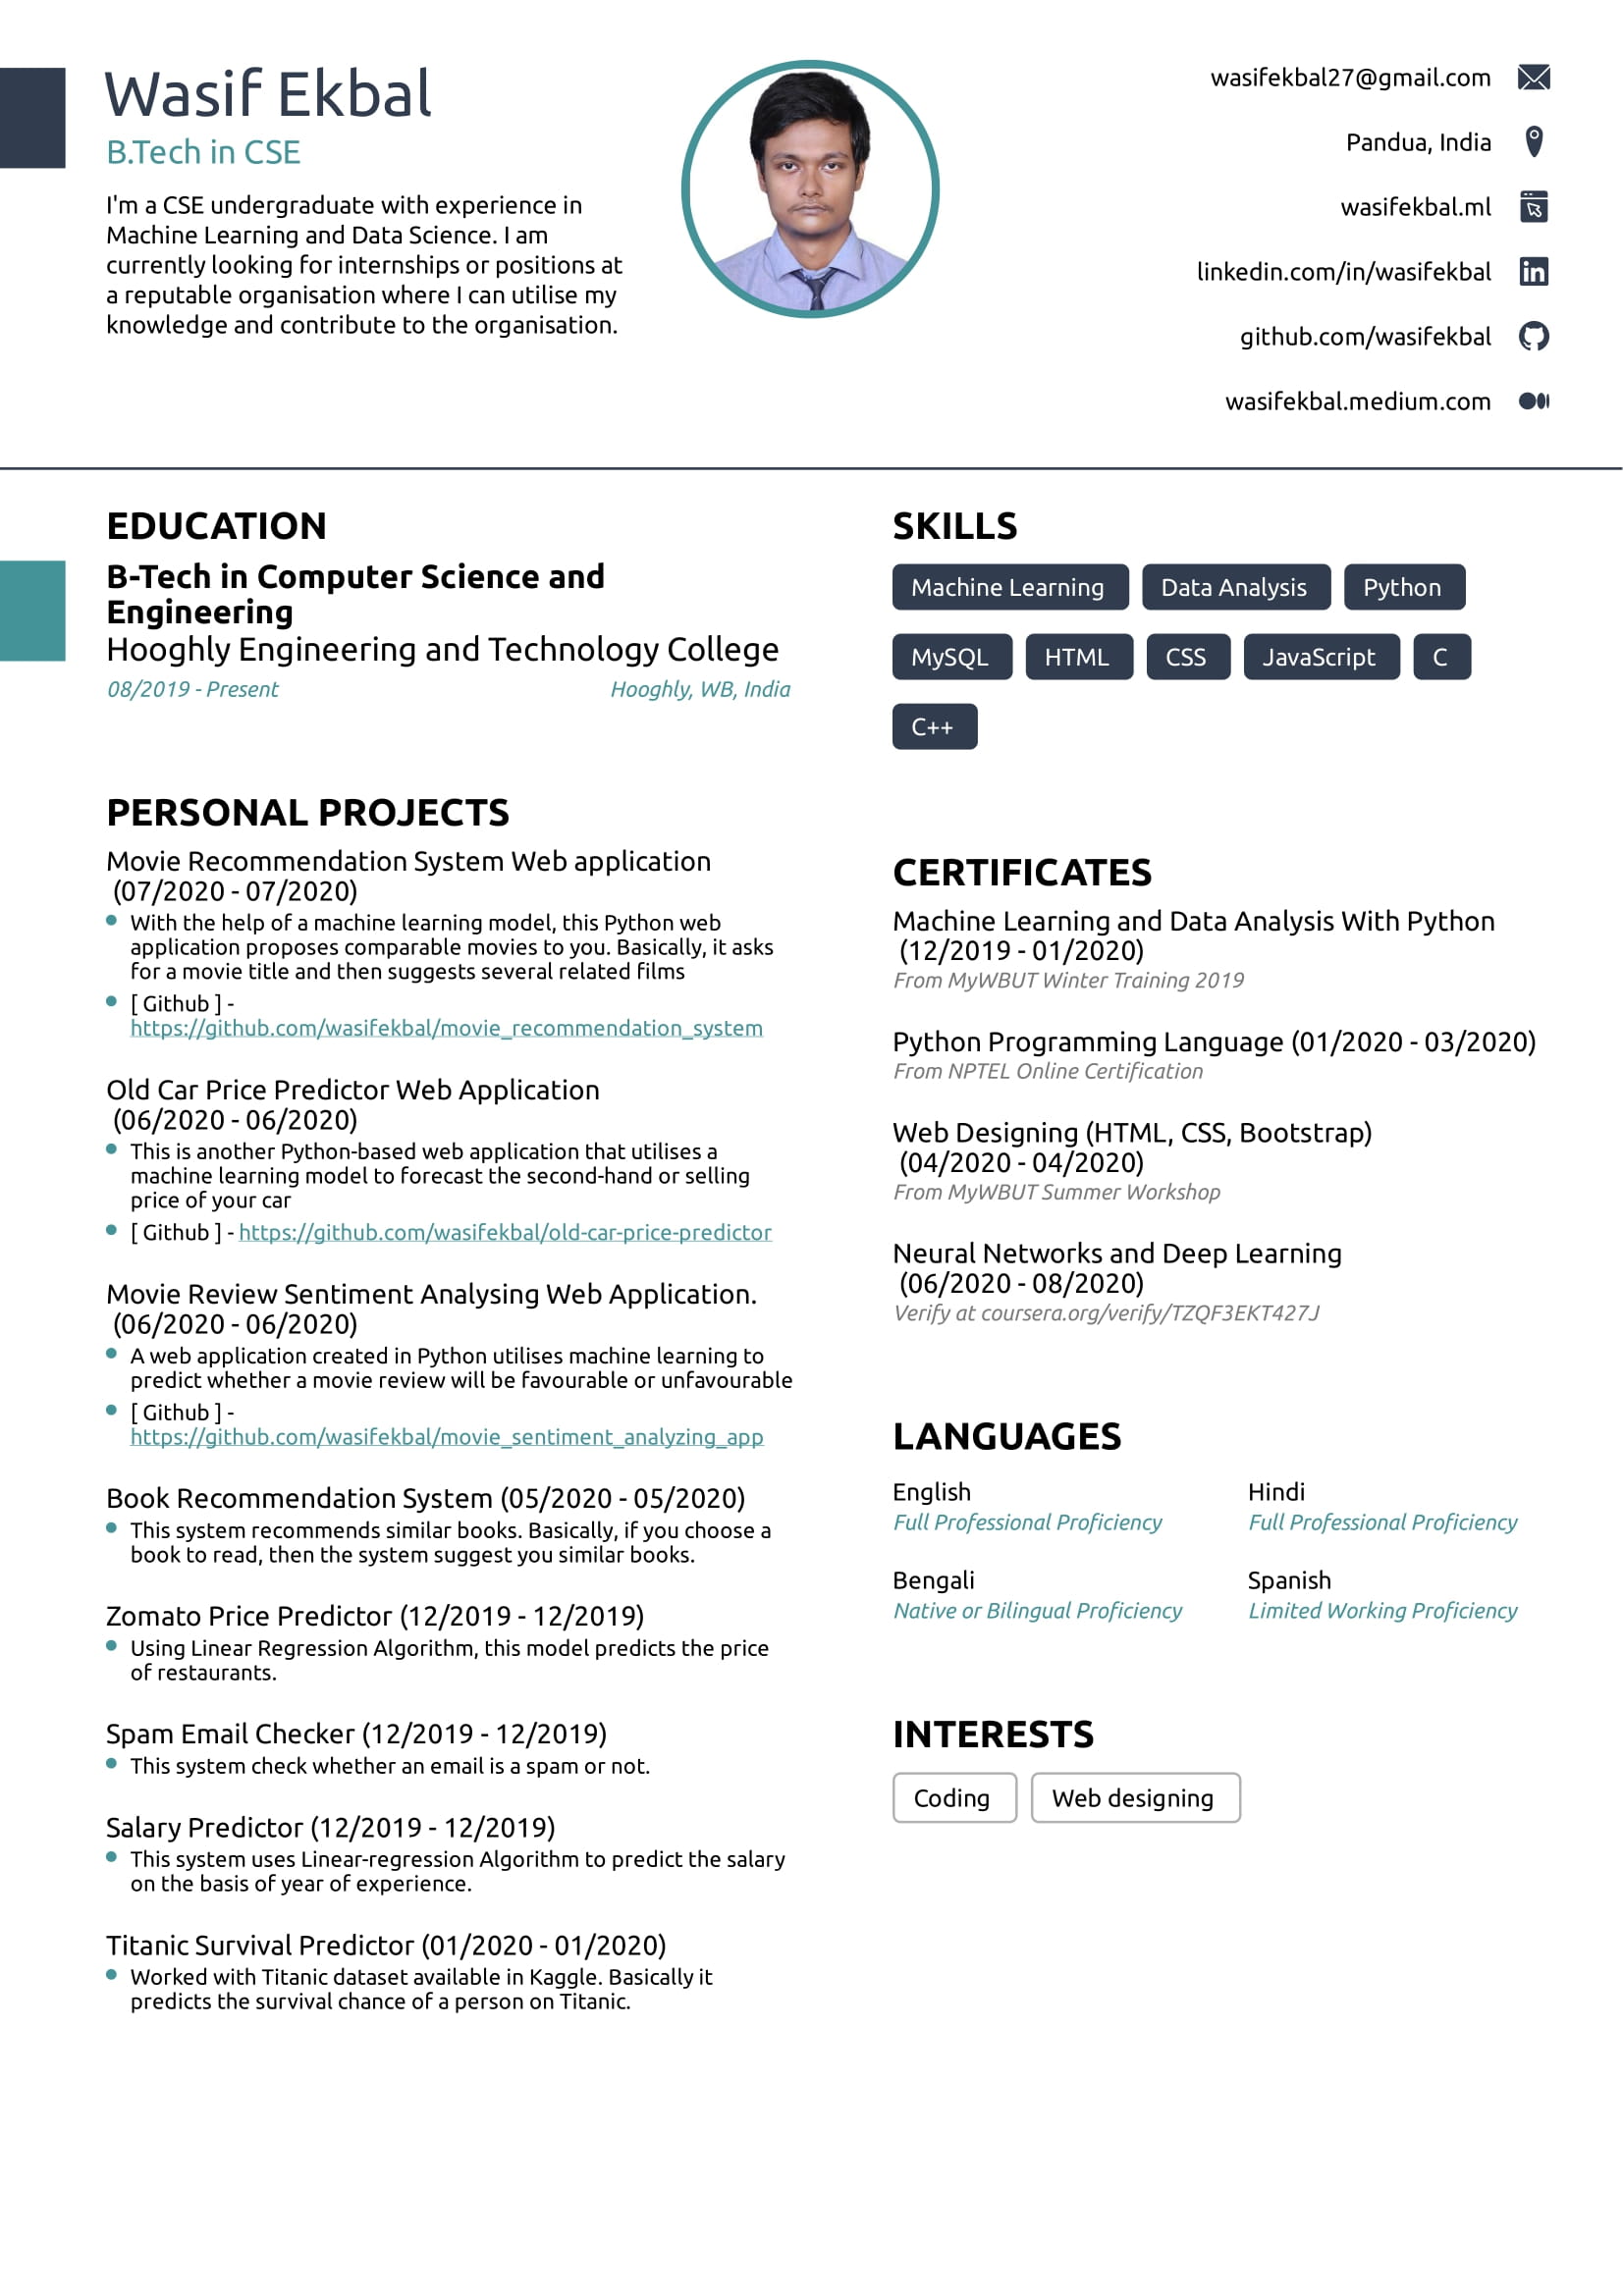 Wasif Ekbal
B.Tech in CSE
I'm a CSE undergraduate with experience in
Machine Learning and Data Science. I am
currently looking for internships or positions at
a reputable organisation where I can utilise my
knowledge and contribute to the organisation.
wasifekbal27@gmail.com
Pandua, India
wasifekbal.ml
linkedin.com/in/wasifekbal
github.com/wasifekbal
wasifekbal.medium.com
EDUCATION
B-Tech in Computer Science and
Engineering
Hooghly Engineering and Technology College
08/2019 - Present
Hooghly, WB, India
PERSONAL PROJECTS
Movie Recommendation System Web application
(07/2020 - 07/2020)
With the help of a machine learning model, this Python web
application proposes comparable movies to you. Basically, it asks
for a movie title and then suggests several related films
[ Github ] -
https://github.com/wasifekbal/movie_recommendation_system
Old Car Price Predictor Web Application
(06/2020 - 06/2020)
This is another Python-based web application that utilises a
machine learning model to forecast the second-hand or selling
price of your car
[ Github ] - https://github.com/wasifekbal/old-car-price-predictor
Movie Review Sentiment Analysing Web Application.
(06/2020 - 06/2020)
A web application created in Python utilises machine learning to
predict whether a movie review will be favourable or unfavourable
[ Github ] -
https://github.com/wasifekbal/movie_sentiment_analyzing_app
Book Recommendation System (05/2020 - 05/2020)
This system recommends similar books. Basically, if you choose a
book to read, then the system suggest you similar books.
Zomato Price Predictor (12/2019 - 12/2019)
Using Linear Regression Algorithm, this model predicts the price
of restaurants.
Spam Email Checker (12/2019 - 12/2019)
This system check whether an email is a spam or not.
Salary Predictor (12/2019 - 12/2019)
This system uses Linear-regression Algorithm to predict the salary
on the basis of year of experience.
Titanic Survival Predictor (01/2020 - 01/2020)
Worked with Titanic dataset available in Kaggle. Basically it
predicts the survival chance of a person on Titanic.
SKILLS
Machine Learning Data Analysis Python
MySQL HTML CSS JavaScript C
C++
CERTIFICATES
Machine Learning and Data Analysis With Python
(12/2019 - 01/2020)
From MyWBUT Winter Training 2019
Python Programming Language (01/2020 - 03/2020)
From NPTEL Online Certification
Web Designing (HTML, CSS, Bootstrap)
(04/2020 - 04/2020)
From MyWBUT Summer Workshop
Neural Networks and Deep Learning
(06/2020 - 08/2020)
Verify at coursera.org/verify/TZQF3EKT427J
LANGUAGES
English
Full Professional Proficiency
Hindi
Full Professional Proficiency
Bengali
Native or Bilingual Proficiency
Spanish
Limited Working Proficiency
INTERESTS
Coding Web designing